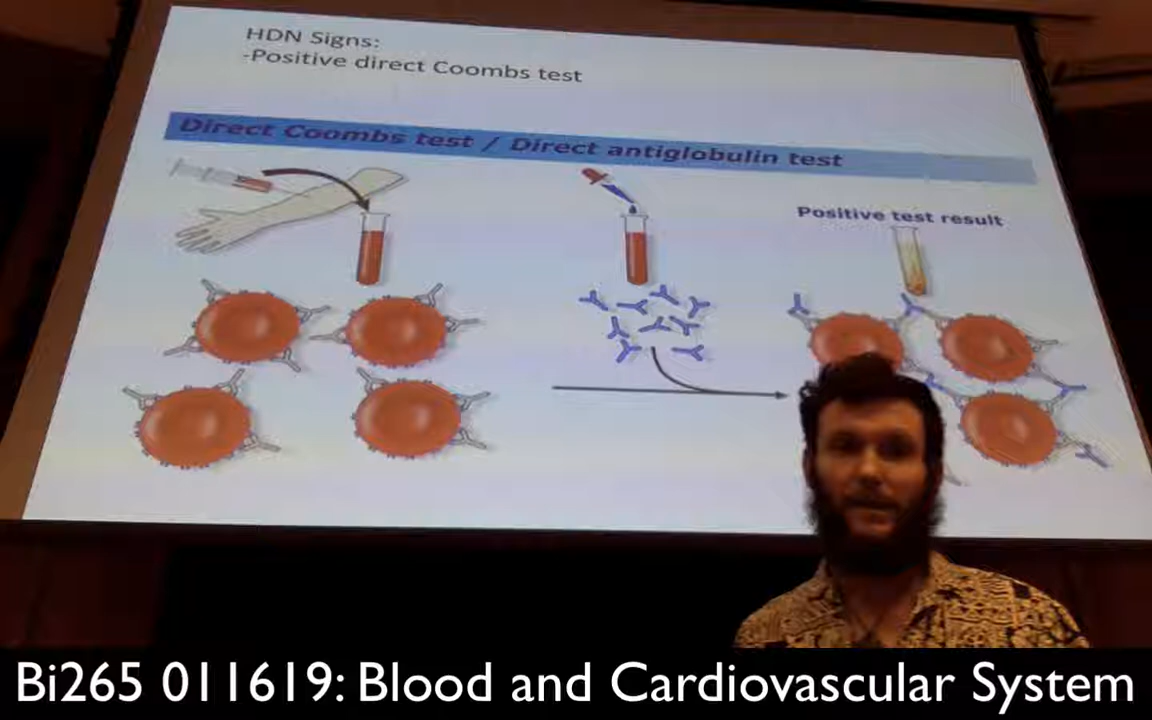 HDN Signs:
-Positive direct Coombs test
Direct Coombs test / Direct antiglobulin test
Positive test result
Bi265 011619: Blood and Cardiovascular System